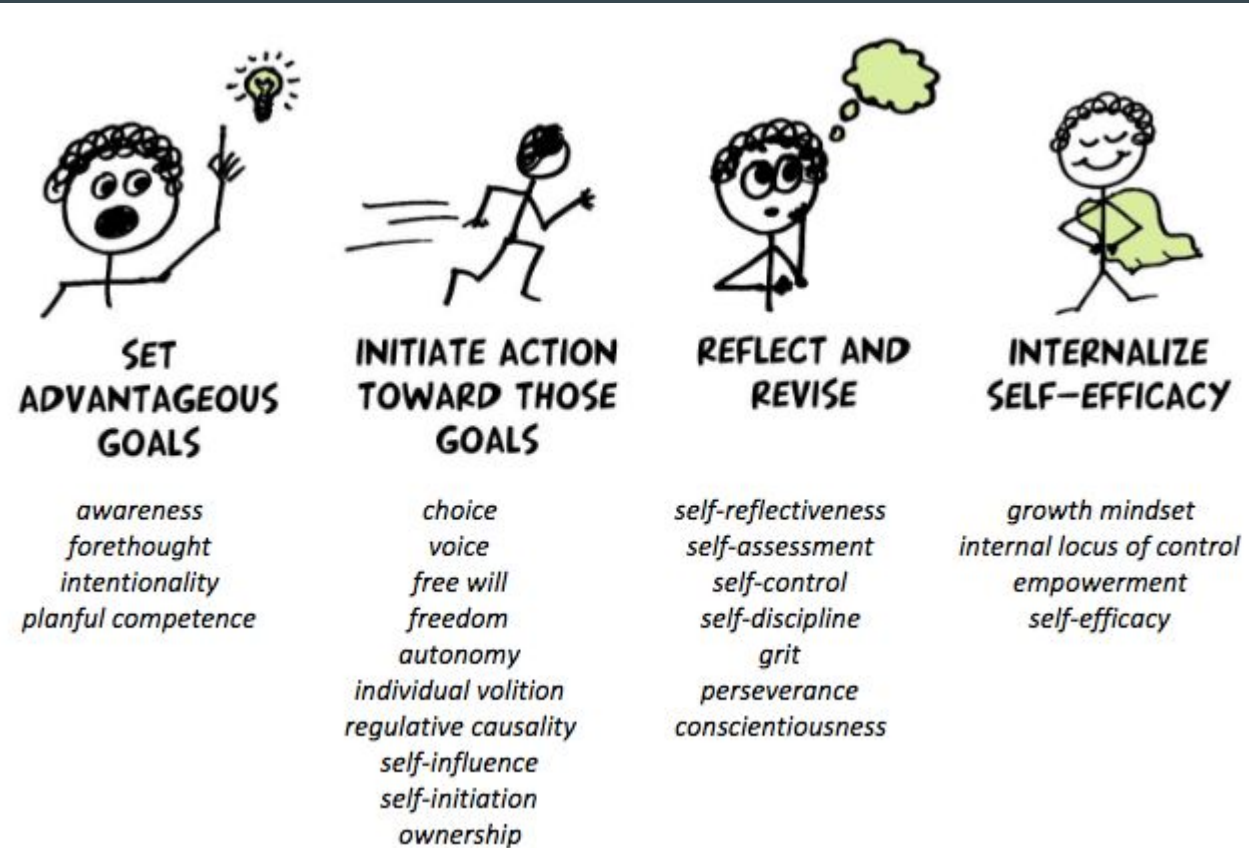 SET
ADVANTAGEOUS
GOALS
awareness
forethought
intentionality
planful competence
INITIATE ACTION
TOWARD THOSE
GOALS
choice
voice
free will
freedom
autonomy
individual volition
regulative causality
self-influence
self-initiation
ownership
REFLECT AND
REVISE
self-reflectiveness
self-assessment
self-control
self-discipline
grit
perseverance
conscientiousness
INTERNALIZE
SELF-EFFICACY
growth mindset
internal locus of control
empowerment
self-efficacy